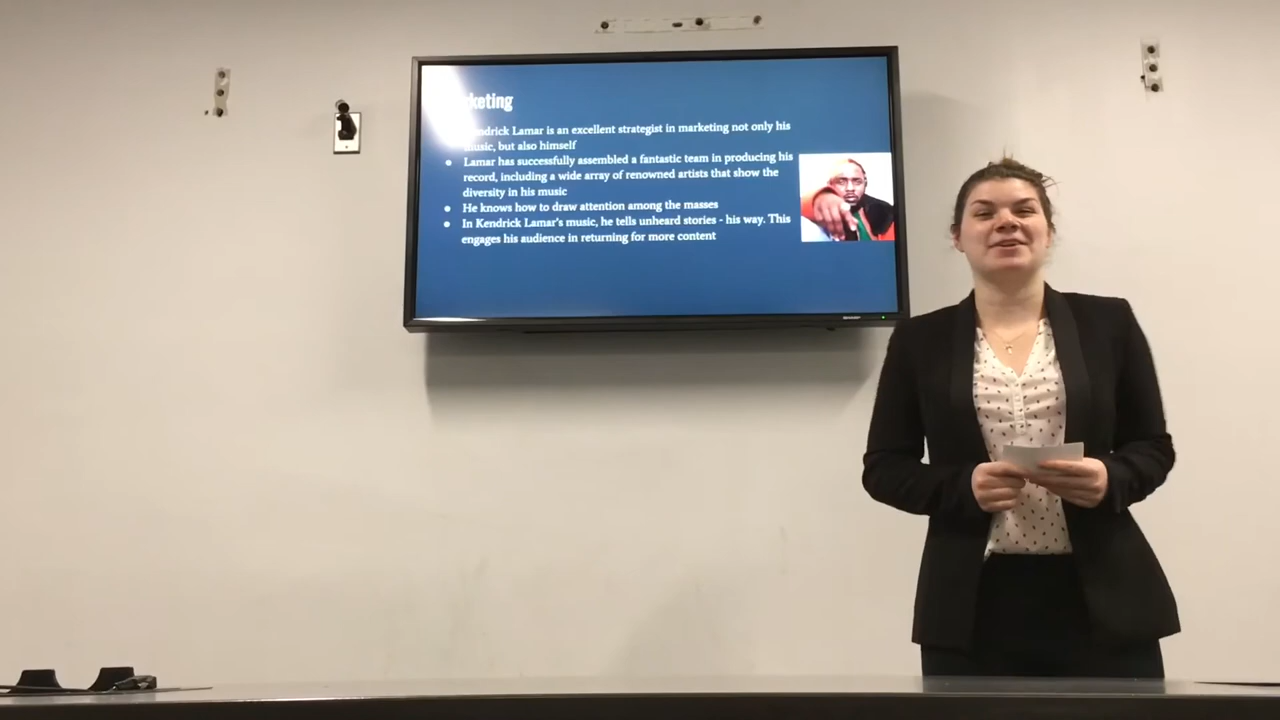 keting
ndrick Lamar is an excellent strategist in marketing not only his
music, but also himself
● Lamar has successfully assembled a fantastic team in producing his
record, including a wide array of renowned artists that show the
diversity in his music
● He knows how to draw attention among the masses
● In Kendrick Lamar's music, he tells unheard stories - his way. This
engages his audience in returning for more content
SHARP